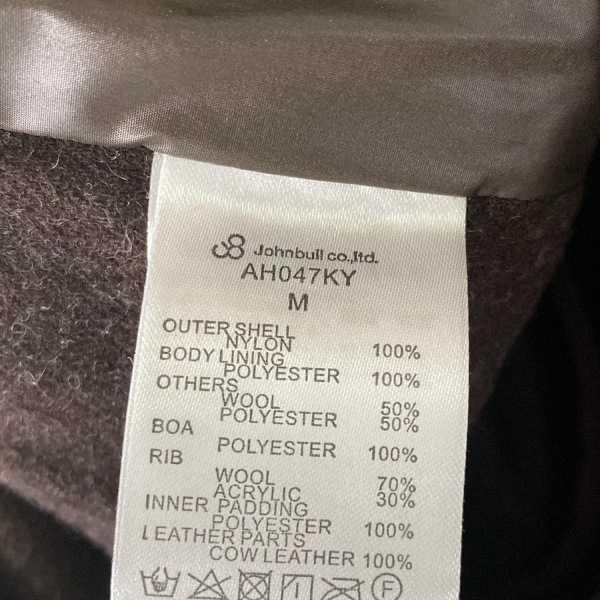 Johnbull co.,ltd.
AH047KY
M
OUTER SHELL
NYLON 100%
BODY LINING
POLYESTER 100%
OTHERS
WOOL 50%
POLYESTER 50%
BOA
POLYESTER 100%
RIB
WOOL 70%
ACRYLIC 30%
INNER PADDING
POLYESTER 100%
LEATHER PARTS
COW LEATHER 100%
F